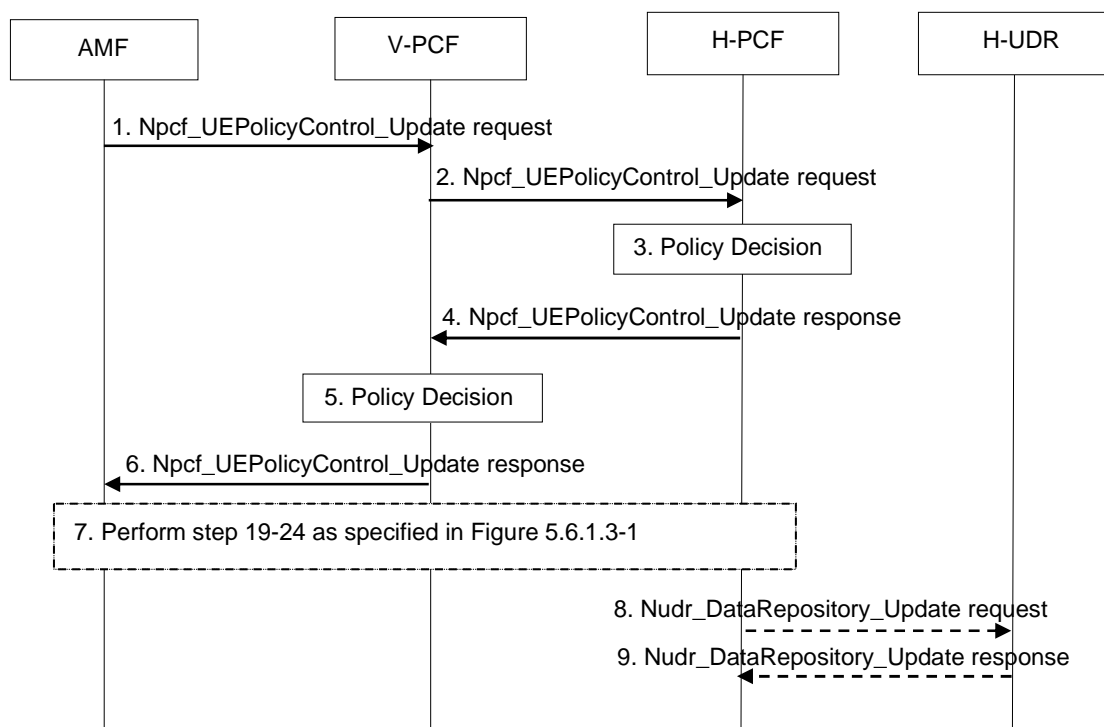 AMF
V-PCF
H-PCF
H-UDR
1. Npcf_UEPolicyControl_Update request
2. Npcf_UEPolicyControl_Update request
3. Policy Decision
4. Npcf_UEPolicyControl_Update response
5. Policy Decision
6. Npcf_UEPolicyControl_Update response
7. Perform step 19-24 as specified in Figure 5.6.1.3-1
8. Nudr_DataRepository_Update request
9. Nudr_DataRepository_Update response